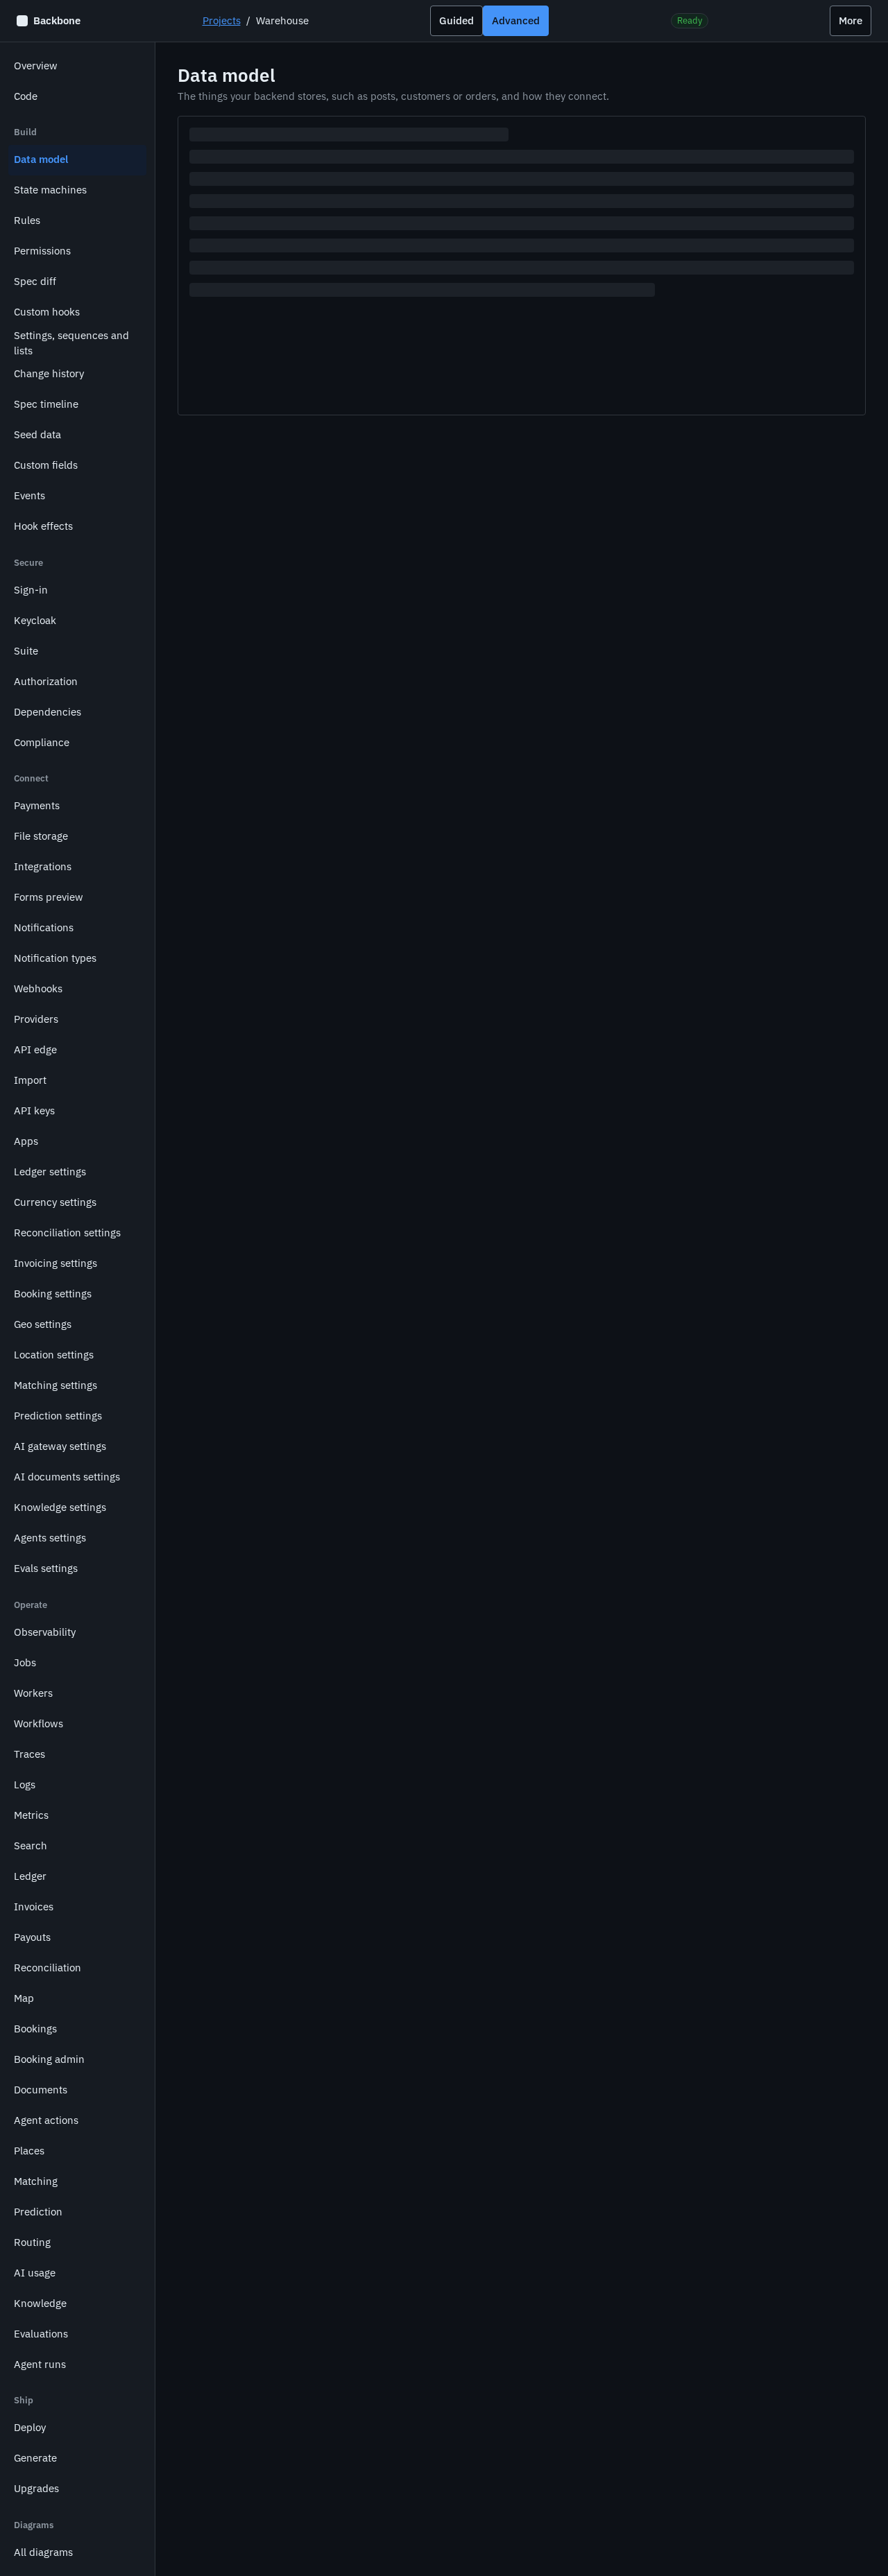 Backbone
Projects / Warehouse
Guided
Advanced
Ready
More
Overview
Code
Build
Data model
State machines
Rules
Permissions
Spec diff
Custom hooks
Settings, sequences and
lists
Change history
Spec timeline
Seed data
Custom fields
Events
Hook effects
Secure
Sign-in
Keycloak
Suite
Authorization
Dependencies
Compliance
Connect
Payments
File storage
Integrations
Forms preview
Notifications
Notification types
Webhooks
Providers
API edge
Import
API keys
Apps
Ledger settings
Currency settings
Reconciliation settings
Invoicing settings
Booking settings
Geo settings
Location settings
Matching settings
Prediction settings
AI gateway settings
AI documents settings
Knowledge settings
Agents settings
Evals settings
Operate
Observability
Jobs
Workers
Workflows
Traces
Logs
Metrics
Search
Ledger
Invoices
Payouts
Reconciliation
Map
Bookings
Booking admin
Documents
Agent actions
Places
Matching
Prediction
Routing
AI usage
Knowledge
Evaluations
Agent runs
Ship
Deploy
Generate
Upgrades
Diagrams
All diagrams
Data model
The things your backend stores, such as posts, customers or orders, and how they connect.